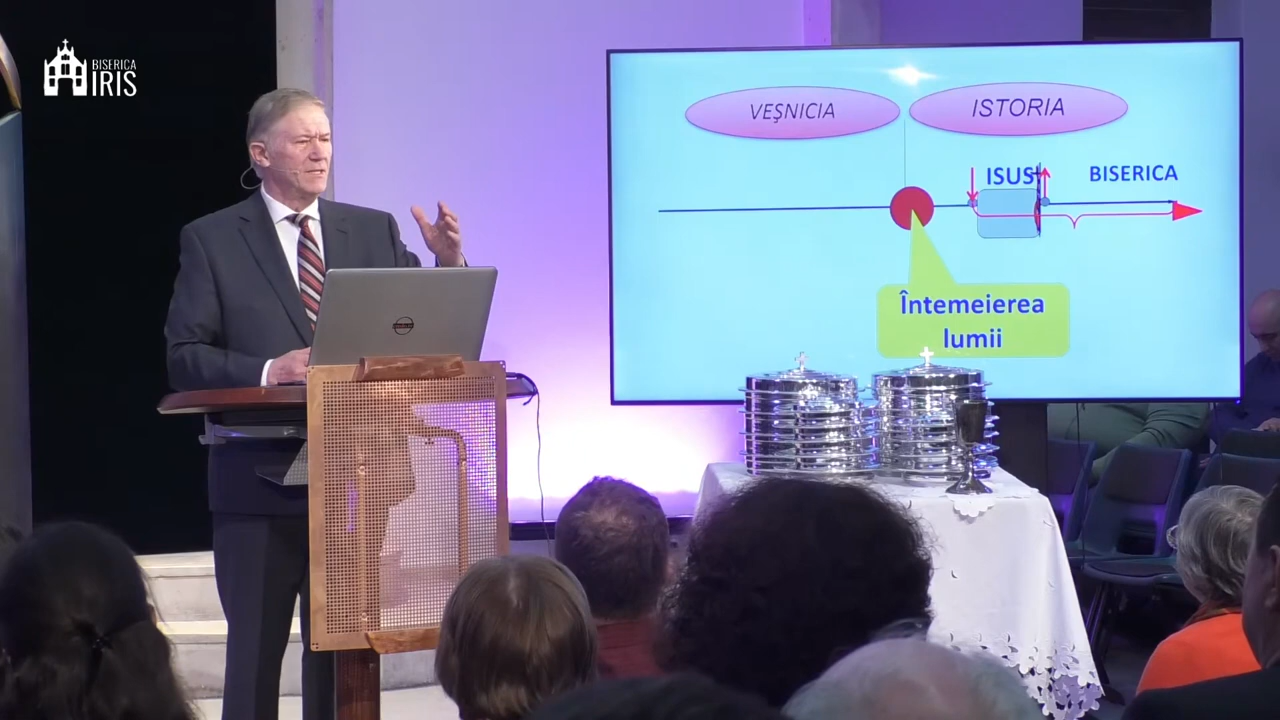 BISERICA
IRIS
VEŞNICIA
ISTORIA
ISUS
BISERICA
Întemeierea
lumii